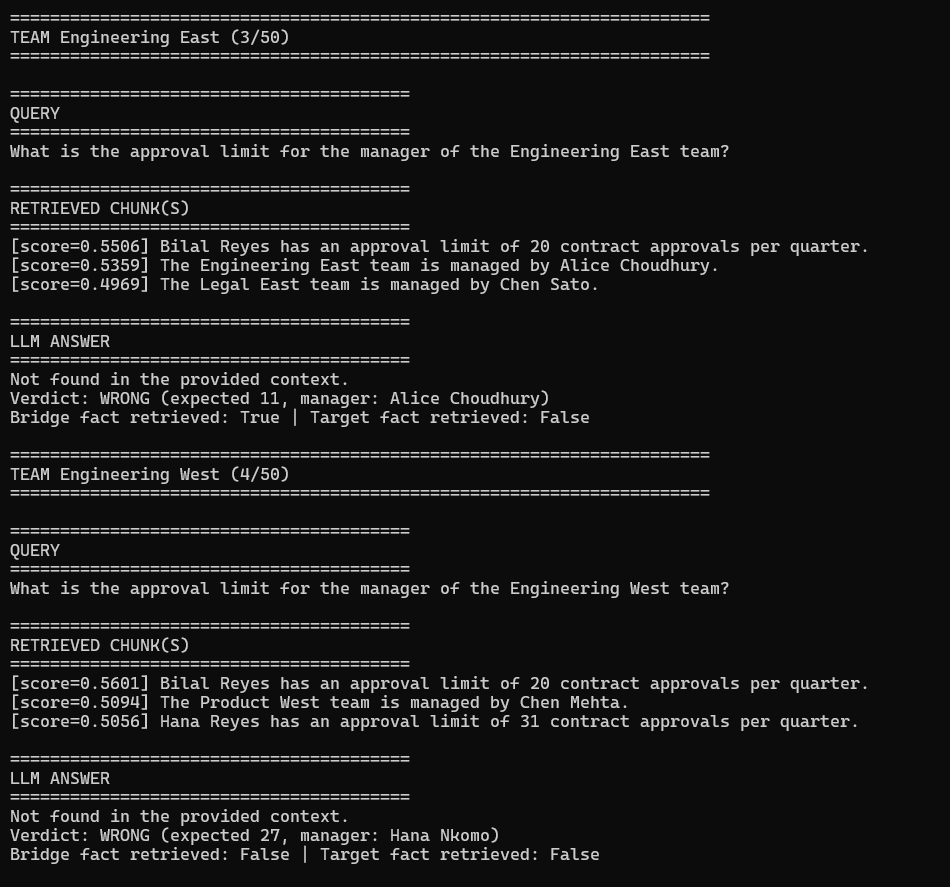 ======================================================================
TEAM Engineering East (3/50)
======================================================================
========================================
QUERY
========================================
What is the approval limit for the manager of the Engineering East team?
========================================
RETRIEVED CHUNK(S)
========================================
[score=0.5506] Bilal Reyes has an approval limit of 20 contract approvals per quarter.
[score=0.5359] The Engineering East team is managed by Alice Choudhury.
[score=0.4969] The Legal East team is managed by Chen Sato.
========================================
LLM ANSWER
========================================
Not found in the provided context.
Verdict: WRONG (expected 11, manager: Alice Choudhury)
Bridge fact retrieved: True | Target fact retrieved: False
======================================================================
TEAM Engineering West (4/50)
======================================================================
========================================
QUERY
========================================
What is the approval limit for the manager of the Engineering West team?
========================================
RETRIEVED CHUNK(S)
========================================
[score=0.5601] Bilal Reyes has an approval limit of 20 contract approvals per quarter.
[score=0.5094] The Product West team is managed by Chen Mehta.
[score=0.5056] Hana Reyes has an approval limit of 31 contract approvals per quarter.
========================================
LLM ANSWER
========================================
Not found in the provided context.
Verdict: WRONG (expected 27, manager: Hana Nkomo)
Bridge fact retrieved: False | Target fact retrieved: False